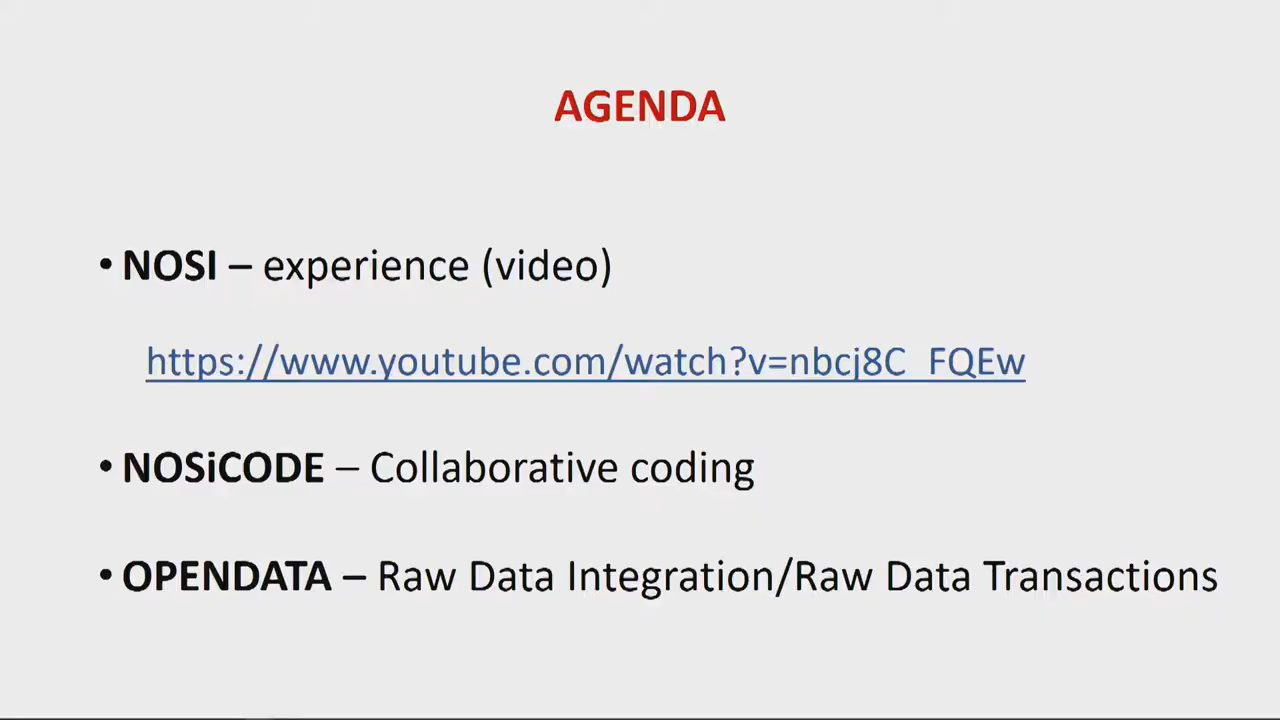 AGENDA
• NOSI – experience (video)
https://www.youtube.com/watch?v=nbcj8C_FQEw
• NOSiCODE – Collaborative coding
• OPENDATA – Raw Data Integration/Raw Data Transactions